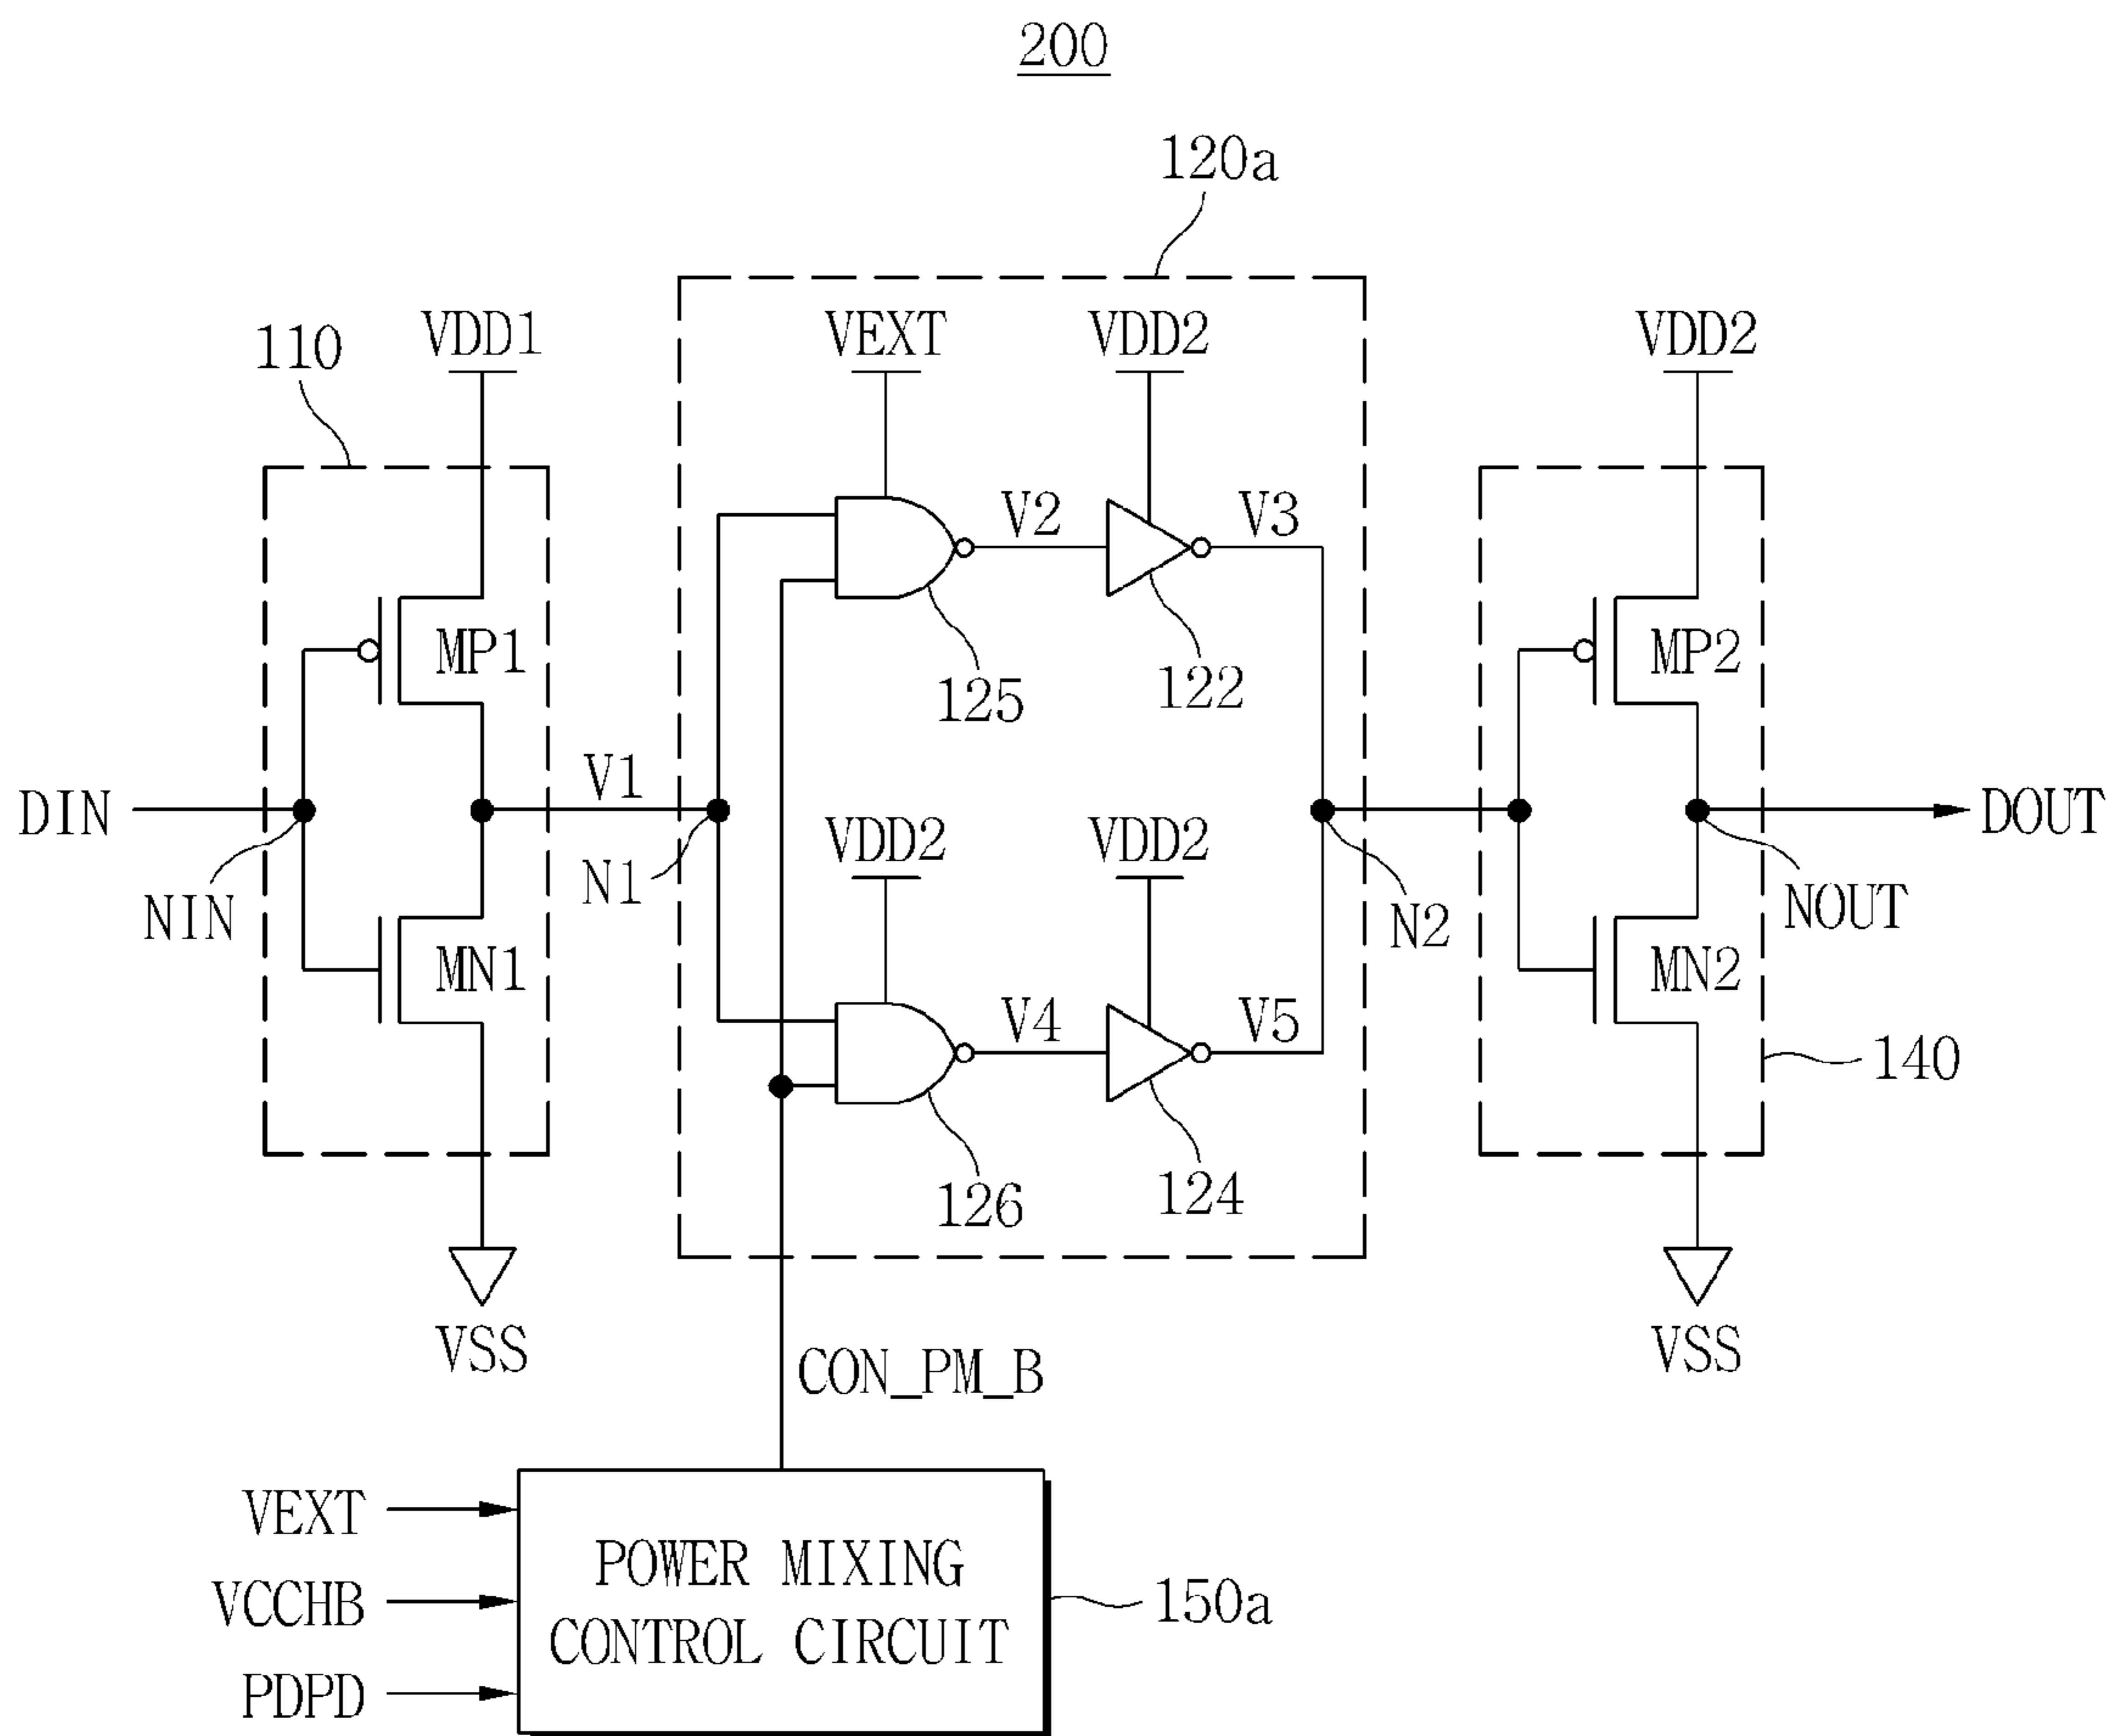 200
120a
110
VDD1
VEXT
VDD2
VDD2
V2
V3
MP1
125
122
MP2
DIN
V1
DOUT
NIN
N1
VDD2
VDD2
N2
NOUT
MN1
V4
V5
MN2
140
126
124
VSS
VSS
CON_PM_B
VEXT
VCCHB
PDPD
POWER MIXING
CONTROL CIRCUIT
150a